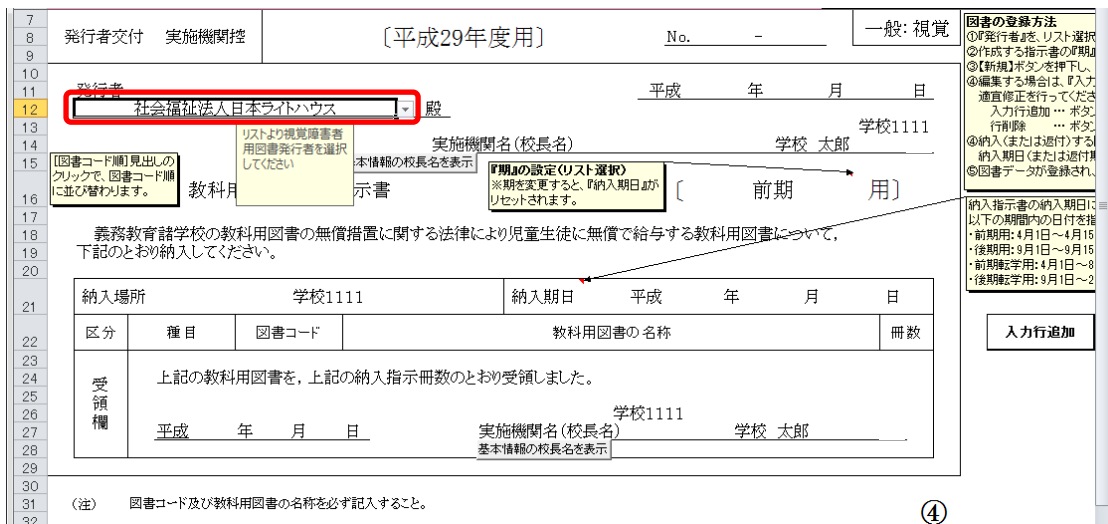 7
8
9
10
11
12
13
14
15
16
17
18
19
20
21
22
23
24
25
26
27
28
29
30
31
32
発行者交付 実施機関控 〔平成29年度用〕 No. - 一般:視覚
発行者 平成 年 月 日
社会福祉法人日本ライトハウス 殿
リストより視覚障害者
用図書発行者を選択
してください
学校1111
実施機関名(校長名) 学校 太郎
本情報の校長名を表示
[図書コード順]見出しの
クリックで、図書コード順
に並び替わります。
『期』の設定(リスト選択)
※期を変更すると、『納入期日』が
リセットされます。
教科用 示書 〔 前期 用〕
義務教育諸学校の教科用図書の無償措置に関する法律により児童生徒に無償で給与する教科用図書について,
下記のとおり納入してください。
納入場所 学校1111 納入期日 平成 年 月 日
区分 種目 図書コード 教科用図書の名称 冊数
受領欄
上記の教科用図書を,上記の納入指示冊数のとおり受領しました。
学校1111
平成 年 月 日 実施機関名(校長名) 学校 太郎
基本情報の校長名を表示
(注) 図書コード及び教科用図書の名称を必ず記入すること。
④
図書の登録方法
①『発行者』を、リスト選択
②作成する指示書の『期』
③【新規】ボタンを押下し、
④編集する場合は、『入力
適宜修正を行ってくださ
入力行追加 … ボタン
行削除 … ボタン
④納入(または返付)する
納入期日(または返付期
⑤図書データが登録され、
納入指示書の納入期日に
以下の期間内の日付を指
・前期用:4月1日~4月15
・後期用:9月1日~9月15
・前期転学用:4月1日~8
・後期転学用:9月1日~2
入力行追加